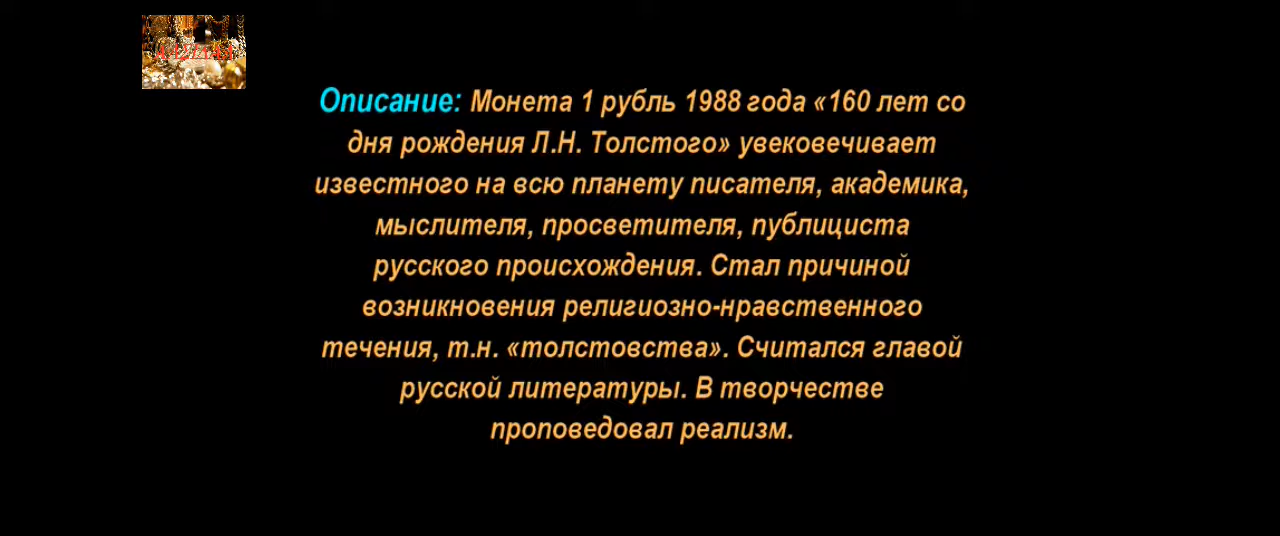 Описание: Монета 1 рубль 1988 года «160 лет со
дня рождения Л.Н. Толстого» увековечивает
известного на всю планету писателя, академика,
мыслителя, просветителя, публициста
русского происхождения. Стал причиной
возникновения религиозно-нравственного
течения, т.н. «толстовства». Считался главой
русской литературы. В творчестве
проповедовал реализм.